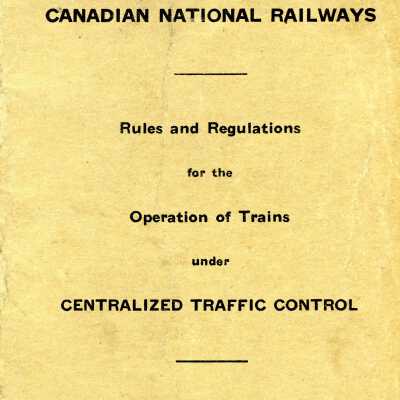 CANADIAN NATIONAL RAILWAYS
Rules and Regulations
for the
Operation of Trains
under
CENTRALIZED TRAFFIC CONTROL